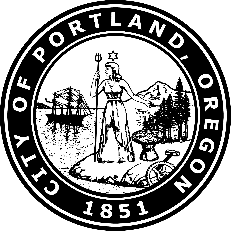 CITY OF PORTLAND, OREGON
1851